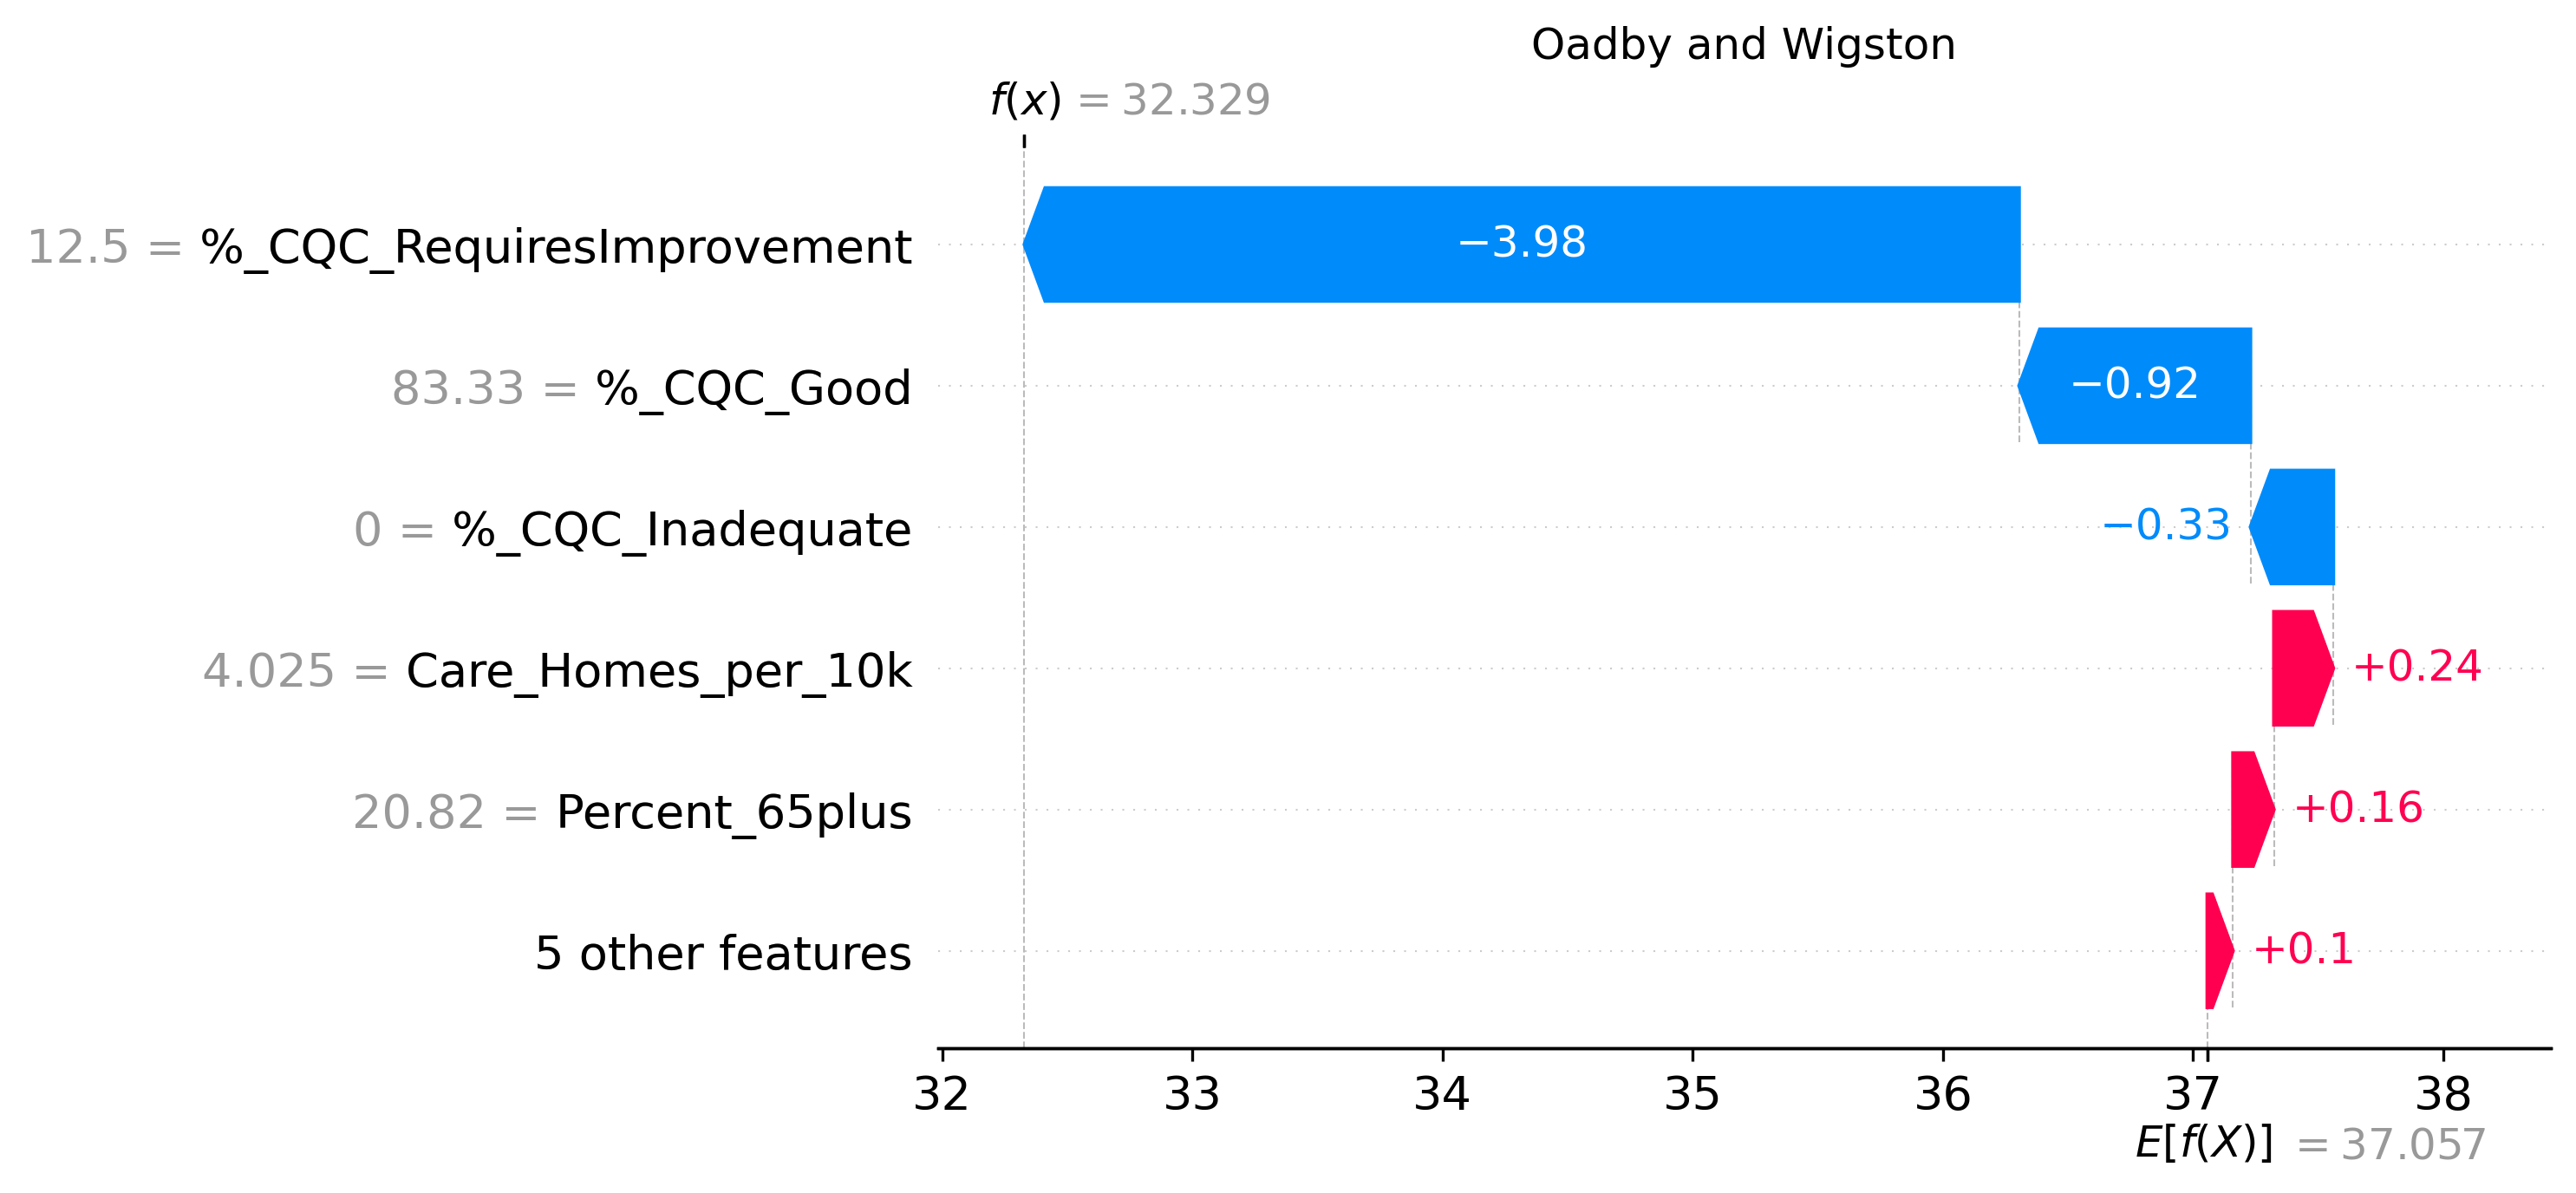 Oadby and Wigston
f(x) = 32.329
12.5 = %_CQC_RequiresImprovement
−3.98
83.33 = %_CQC_Good
−0.92
0 = %_CQC_Inadequate
−0.33
4.025 = Care_Homes_per_10k
+0.24
20.82 = Percent_65plus
+0.16
5 other features
+0.1
32 33 34 35 36 37 38
E[f(X)] = 37.057